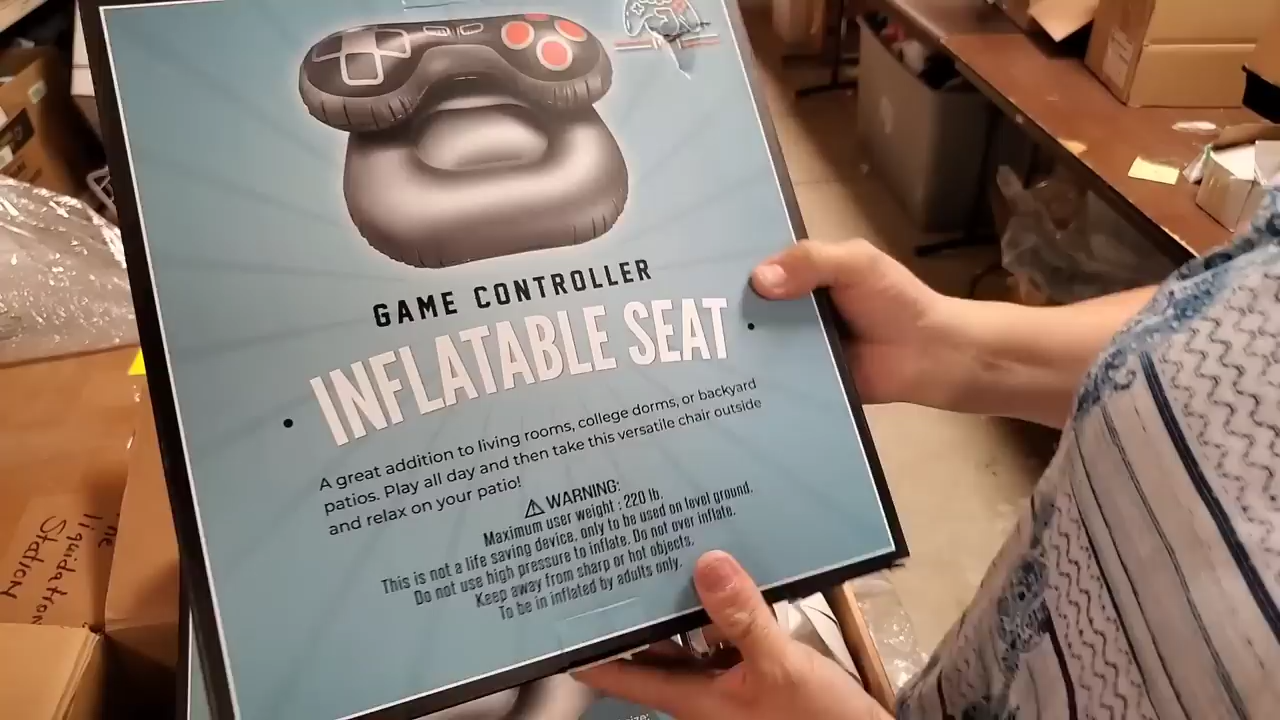 GAME CONTROLLER
• INFLATABLE SEAT •
A great addition to living rooms, college dorms, or backyard
patios. Play all day and then take this versatile chair outside
and relax on your patio!
⚠ WARNING:
Maximum user weight : 220 lb.
This is not a life saving device, only to be used on level ground.
Do not use high pressure to inflate. Do not over inflate.
Keep away from sharp or hot objects.
To be in inflated by adults only.
liquidation
Station
size: